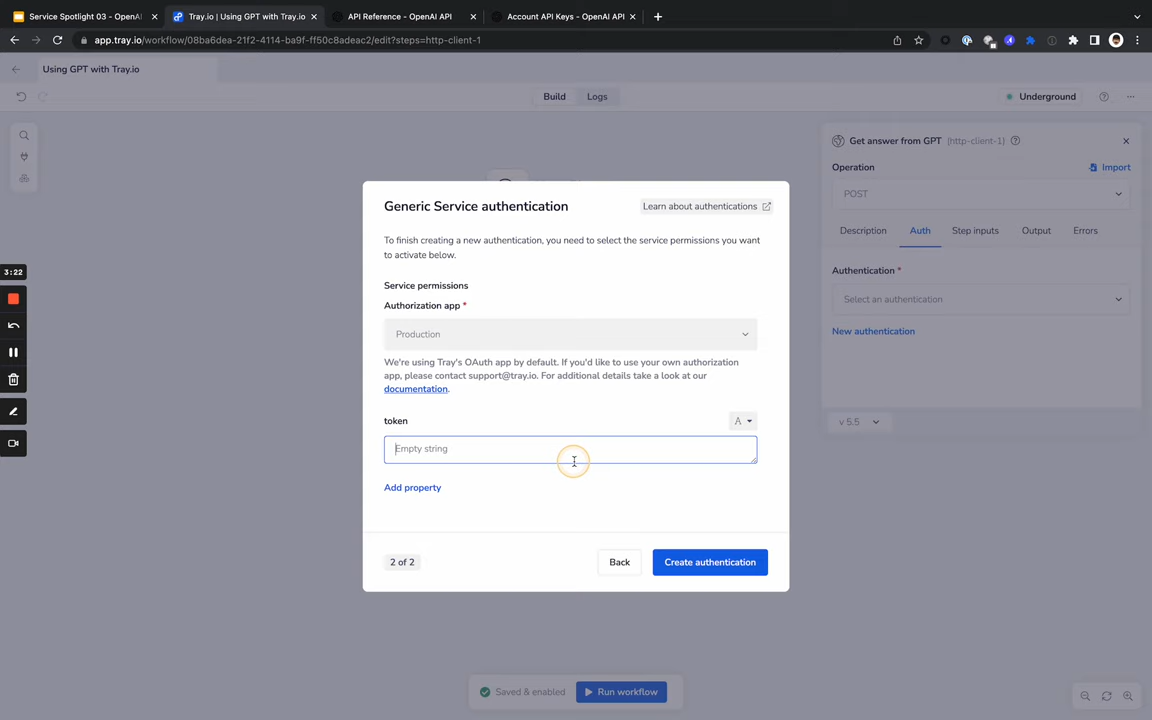 Service Spotlight 03 - OpenAI
Tray.io | Using GPT with Tray.io
API Reference - OpenAI API
Account API Keys - OpenAI API
app.tray.io/workflow/08ba6dea-21f2-4114-ba9f-ff50c8adeac2/edit?steps=http-client-1
Using GPT with Tray.io
Build
Logs
Underground
Get answer from GPT (http-client-1)
Operation
Import
POST
Description
Auth
Step inputs
Output
Errors
Authentication *
Select an authentication
New authentication
v 5.5
3:22
Generic Service authentication
Learn about authentications
To finish creating a new authentication, you need to select the service permissions you want
to activate below.
Service permissions
Authorization app *
Production
We're using Tray's OAuth app by default. If you'd like to use your own authorization
app, please contact support@tray.io. For additional details take a look at our
documentation.
token
A
Empty string
Add property
2 of 2
Back
Create authentication
Saved & enabled
Run workflow